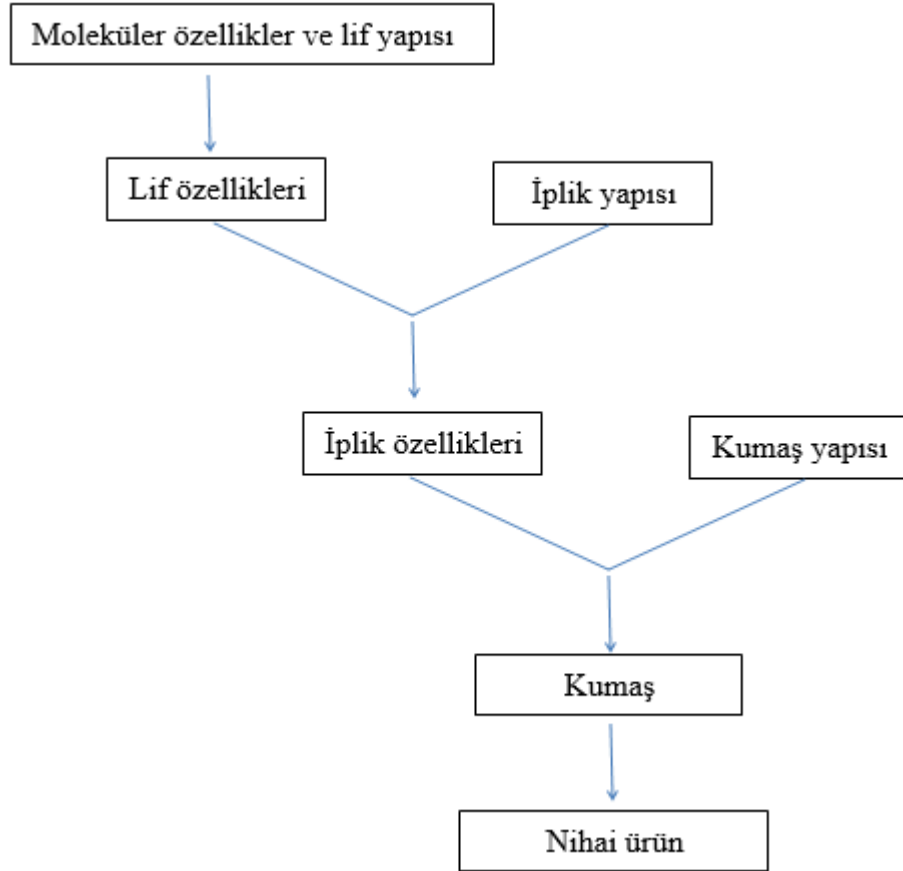 Moleküler özellikler ve lif yapısı
Lif özellikleri
İplik yapısı
İplik özellikleri
Kumaş yapısı
Kumaş
Nihai ürün